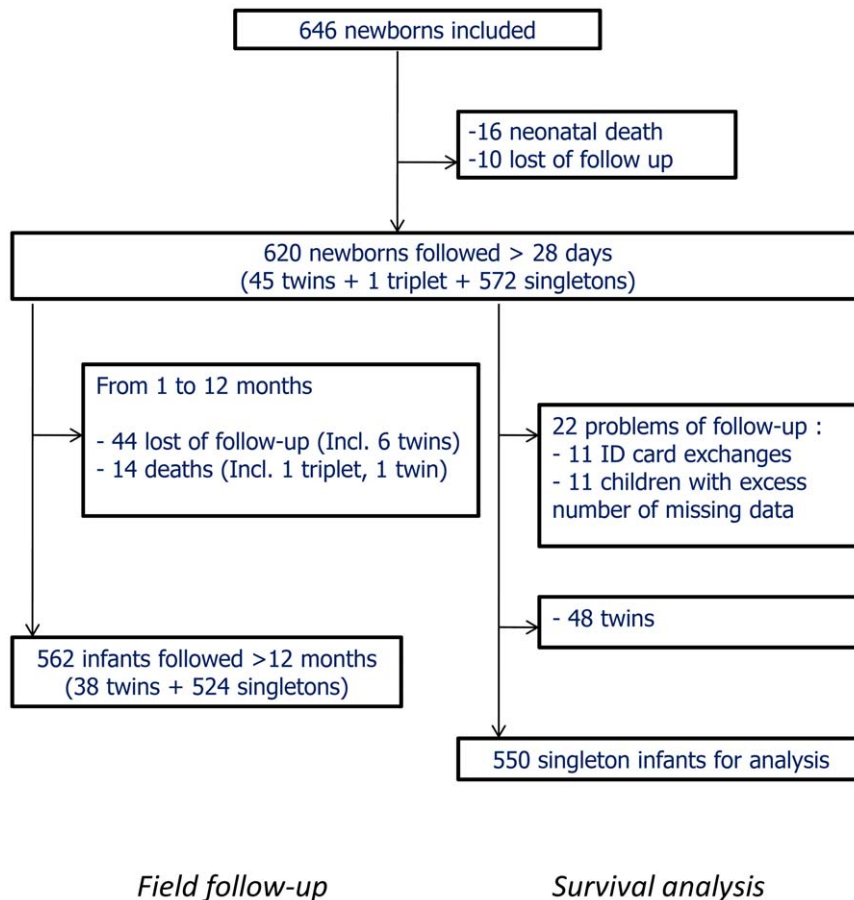 646 newborns included
-16 neonatal death
-10 lost of follow up
620 newborns followed > 28 days
(45 twins + 1 triplet + 572 singletons)
From 1 to 12 months
- 44 lost of follow-up (Incl. 6 twins)
- 14 deaths (Incl. 1 triplet, 1 twin)
22 problems of follow-up :
- 11 ID card exchanges
- 11 children with excess
number of missing data
- 48 twins
562 infants followed >12 months
(38 twins + 524 singletons)
550 singleton infants for analysis
Field follow-up
Survival analysis